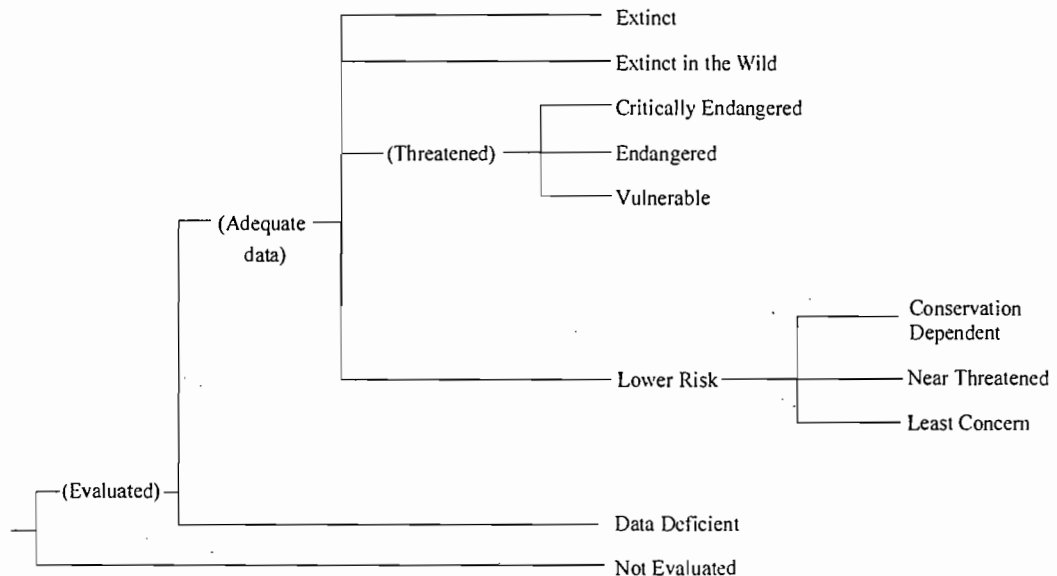 Extinct
Extinct in the Wild
Critically Endangered
(Threatened)
Endangered
Vulnerable
(Adequate
data)
Conservation
Dependent
Lower Risk
Near Threatened
Least Concern
(Evaluated)
Data Deficient
Not Evaluated